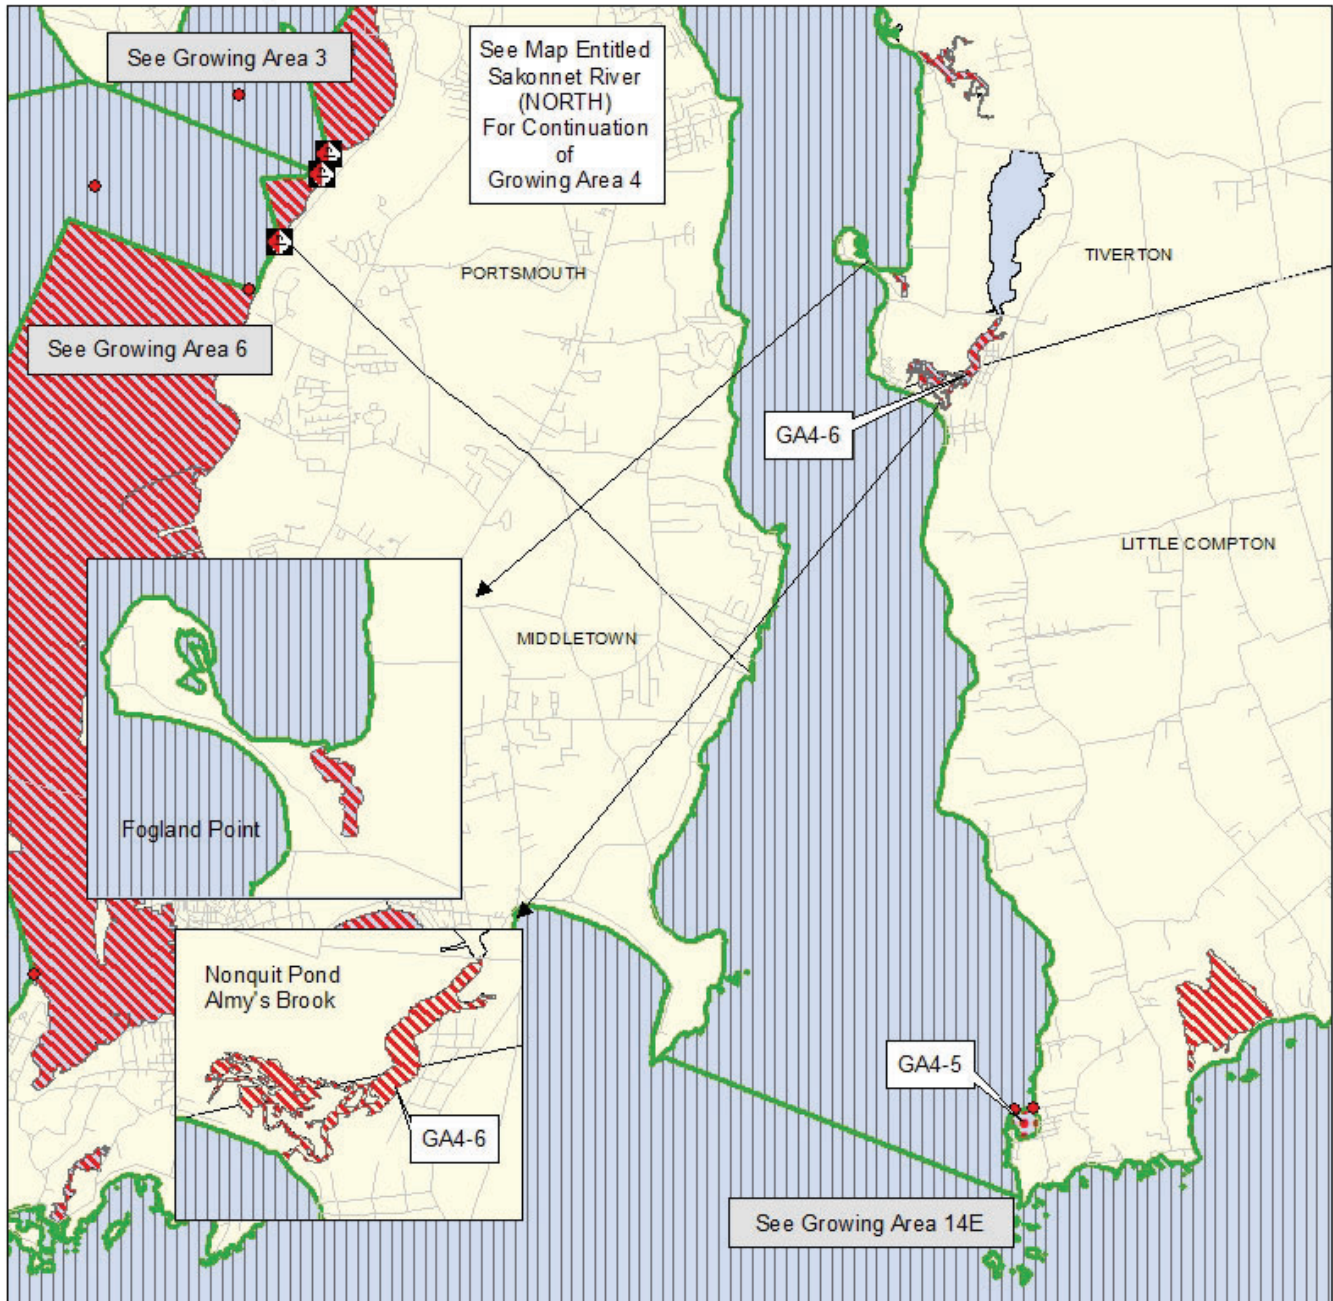 See Growing Area 3
See Map Entitled
Sakonnet River
(NORTH)
For Continuation
of
Growing Area 4
TIVERTON
PORTSMOUTH
See Growing Area 6
GA4-6
LITTLE COMPTON
MIDDLETOWN
Fogland Point
Nonquit Pond
Almy's Brook
GA4-6
GA4-5
See Growing Area 14E